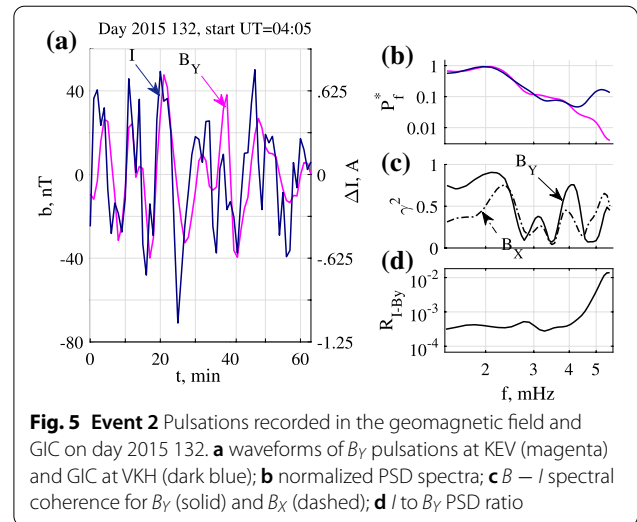 Day 2015 132, start UT=04:05
(a)
I
B_Y
b, nT
40
0
-40
-80
.625
0
-0.625
-1.25
ΔI, A
0 20 40 60
t, min
(b)
P*_f
1
0.1
0.01
(c)
γ²
1
0.5
0
B_Y
B_X
(d)
R_I-By
10⁻²
10⁻⁴
2 3 4 5
f, mHz
Fig. 5 Event 2 Pulsations recorded in the geomagnetic field and
GIC on day 2015 132. a waveforms of B_Y pulsations at KEV (magenta)
and GIC at VKH (dark blue); b normalized PSD spectra; c B – I spectral
coherence for B_Y (solid) and B_X (dashed); d I to B_Y PSD ratio